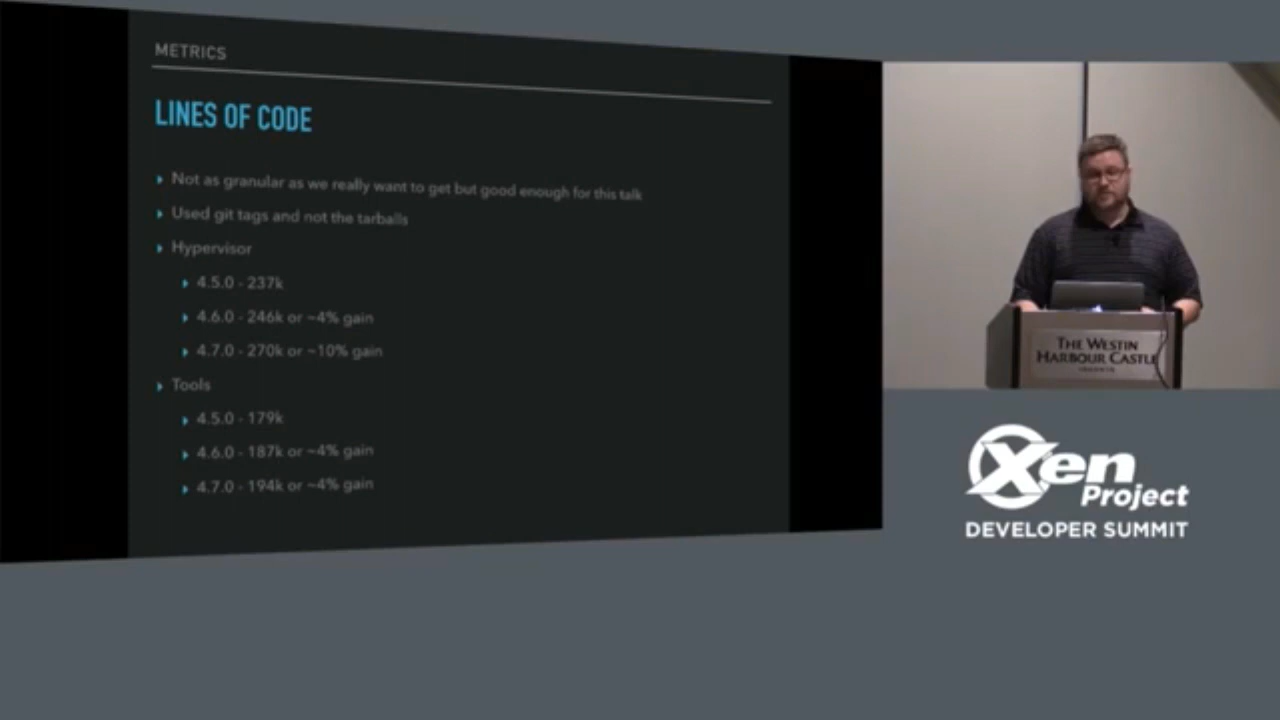 METRICS
LINES OF CODE
Not as granular as we really want to get but good enough for this talk
Used git tags and not the tarballs
Hypervisor
4.5.0 - 237k
4.6.0 - 246k or ~4% gain
4.7.0 - 270k or ~10% gain
Tools
4.5.0 - 179k
4.6.0 - 187k or ~4% gain
4.7.0 - 194k or ~4% gain
THE WESTIN
HARBOUR CASTLE
TORONTO
Xen
Project
DEVELOPER SUMMIT